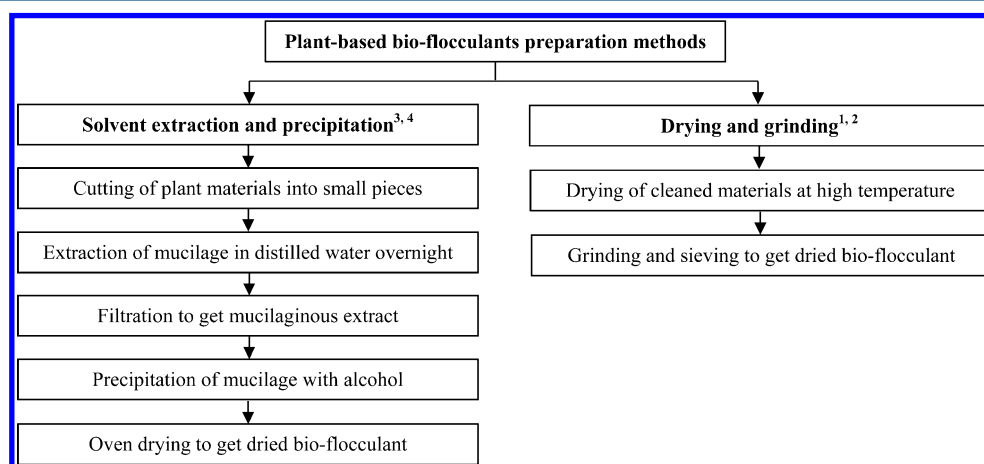 Plant-based bio-flocculants preparation methods
Solvent extraction and precipitation3, 4
Cutting of plant materials into small pieces
Extraction of mucilage in distilled water overnight
Filtration to get mucilaginous extract
Precipitation of mucilage with alcohol
Oven drying to get dried bio-flocculant
Drying and grinding1, 2
Drying of cleaned materials at high temperature
Grinding and sieving to get dried bio-flocculant